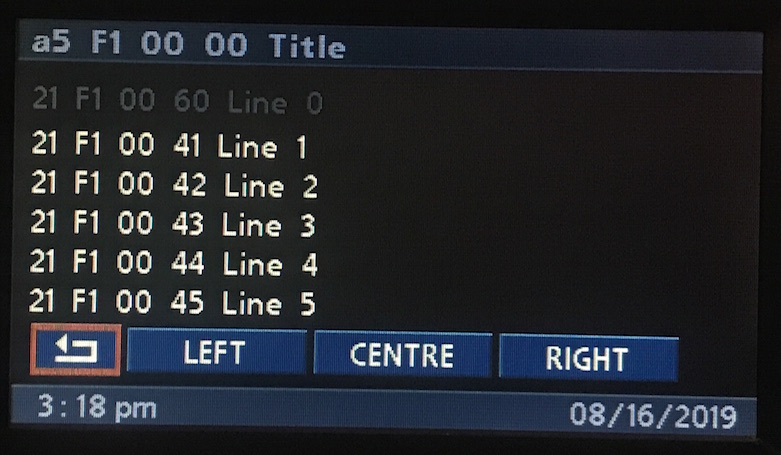 a5 F1 00 00 Title
21 F1 00 60 Line 0
21 F1 00 41 Line 1
21 F1 00 42 Line 2
21 F1 00 43 Line 3
21 F1 00 44 Line 4
21 F1 00 45 Line 5
LEFT CENTRE RIGHT
3:18 pm 08/16/2019